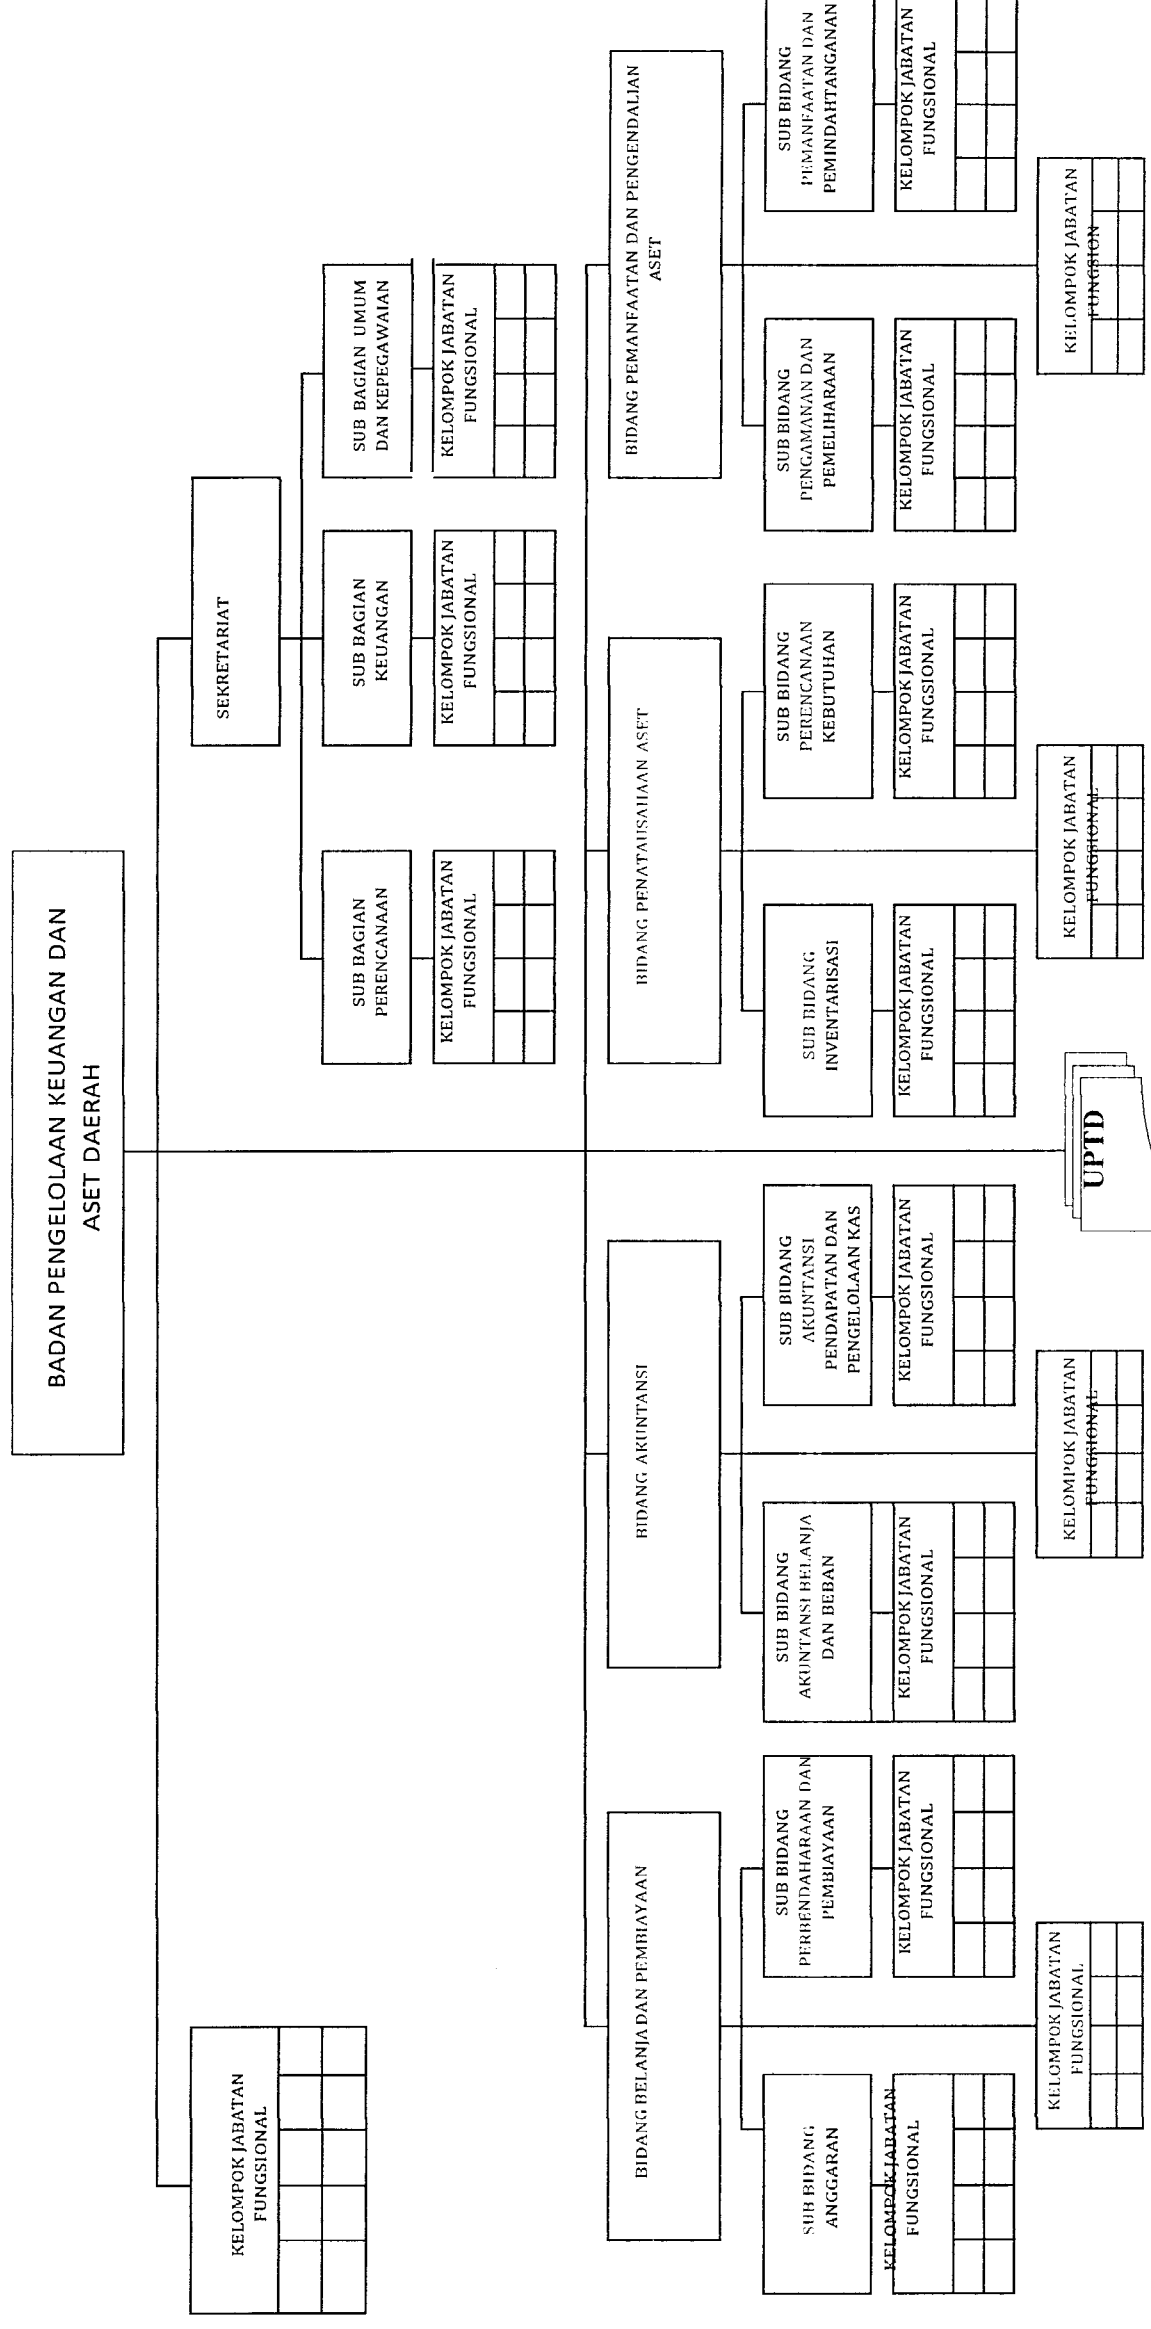 BADAN PENGELOLAAN KEUANGAN DAN
ASET DAERAH
KELOMPOK JABATAN
FUNGSIONAL
SEKRETARIAT
SUB BAGIAN
PERENCANAAN
SUB BAGIAN
KEUANGAN
SUB BAGIAN UMUM
DAN KEPEGAWAIAN
KELOMPOK JABATAN
FUNGSIONAL
KELOMPOK JABATAN
FUNGSIONAL
KELOMPOK JABATAN
FUNGSIONAL
BIDANG BELANJA DAN PEMBIAYAAN
BIDANG AKUNTANSI
BIDANG PENATAUSAHAAN ASET
BIDANG PEMANFAATAN DAN PENGENDALIAN
ASET
SUB BIDANG
ANGGARAN
SUB BIDANG
PERBENDAHARAAN DAN
PEMBIAYAAN
SUB BIDANG
AKUNTANSI BELANJA
DAN BEBAN
SUB BIDANG
AKUNTANSI
PENDAPATAN DAN
PENGELOLAAN KAS
SUB BIDANG
INVENTARISASI
SUB BIDANG
PERENCANAAN
KEBUTUHAN
SUB BIDANG
PENGAMANAN DAN
PEMELIHARAAN
SUB BIDANG
PEMANFAATAN DAN
PEMINDAHTANGANAN
KELOMPOK JABATAN
FUNGSIONAL
KELOMPOK JABATAN
FUNGSIONAL
KELOMPOK JABATAN
FUNGSIONAL
KELOMPOK JABATAN
FUNGSIONAL
KELOMPOK JABATAN
FUNGSIONAL
KELOMPOK JABATAN
FUNGSIONAL
KELOMPOK JABATAN
FUNGSIONAL
KELOMPOK JABATAN
FUNGSIONAL
KELOMPOK JABATAN
FUNGSIONAL
KELOMPOK JABATAN
FUNGSIONAL
UPTD
KELOMPOK JABATAN
FUNGSIONAL
KELOMPOK JABATAN
FUNGSION